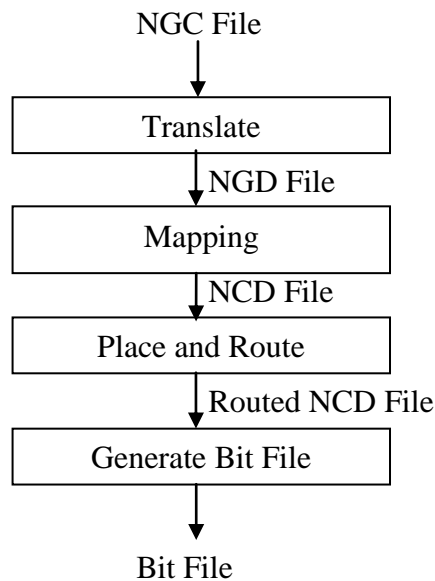 NGC File
Translate
NGD File
Mapping
NCD File
Place and Route
Routed NCD File
Generate Bit File
Bit File